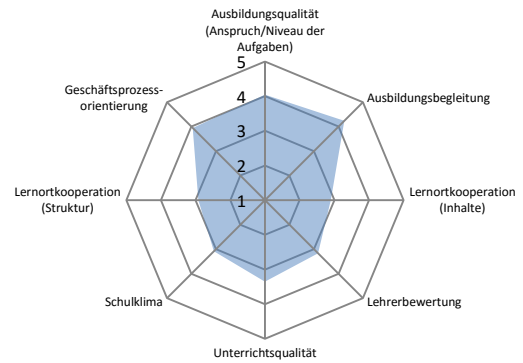 Ausbildungsqualität
(Anspruch/Niveau der
Aufgaben)
5
Geschäftsprozess-
orientierung
4
Ausbildungsbegleitung
3
2
Lernortkooperation
(Struktur)
1
Lernortkooperation
(Inhalte)
Schulklima
Lehrerbewertung
Unterrichtsqualität